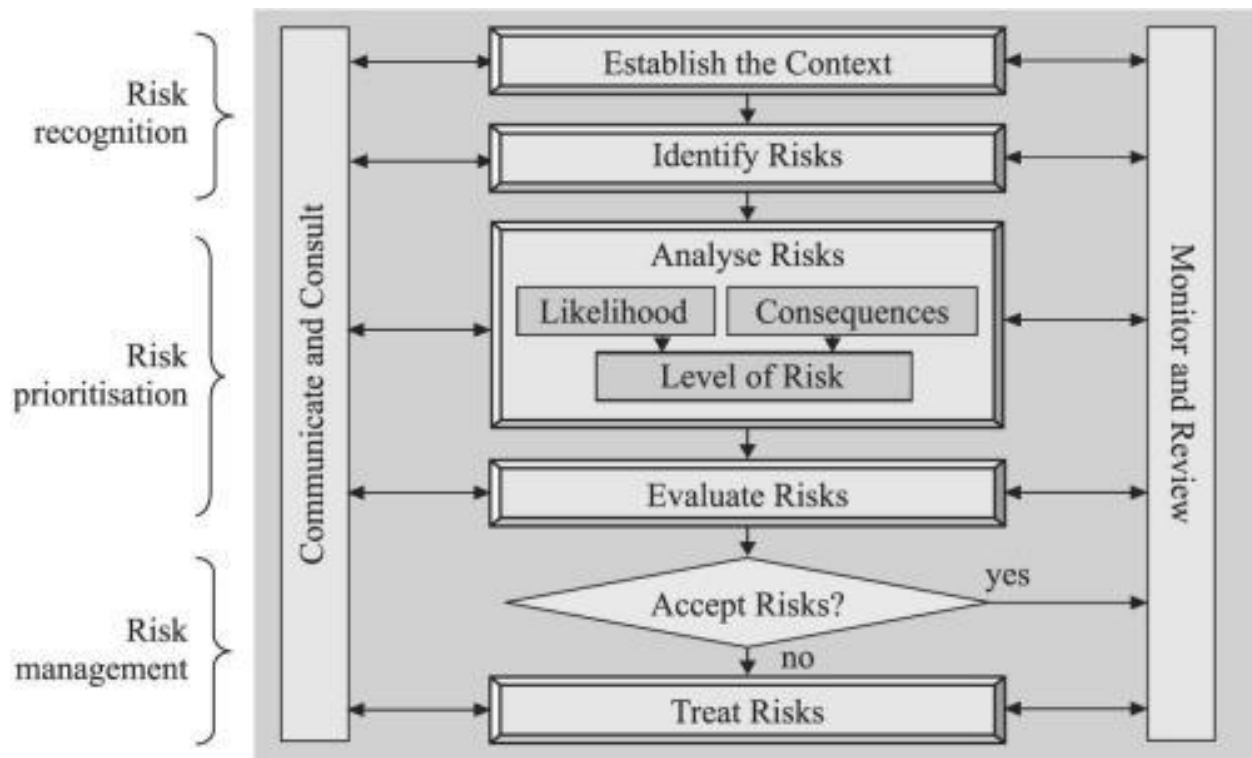 Risk
recognition
Risk
prioritisation
Risk
management
Communicate and Consult
Establish the Context
Identify Risks
Analyse Risks
Likelihood
Consequences
Level of Risk
Evaluate Risks
Accept Risks?
yes
no
Treat Risks
Monitor and Review